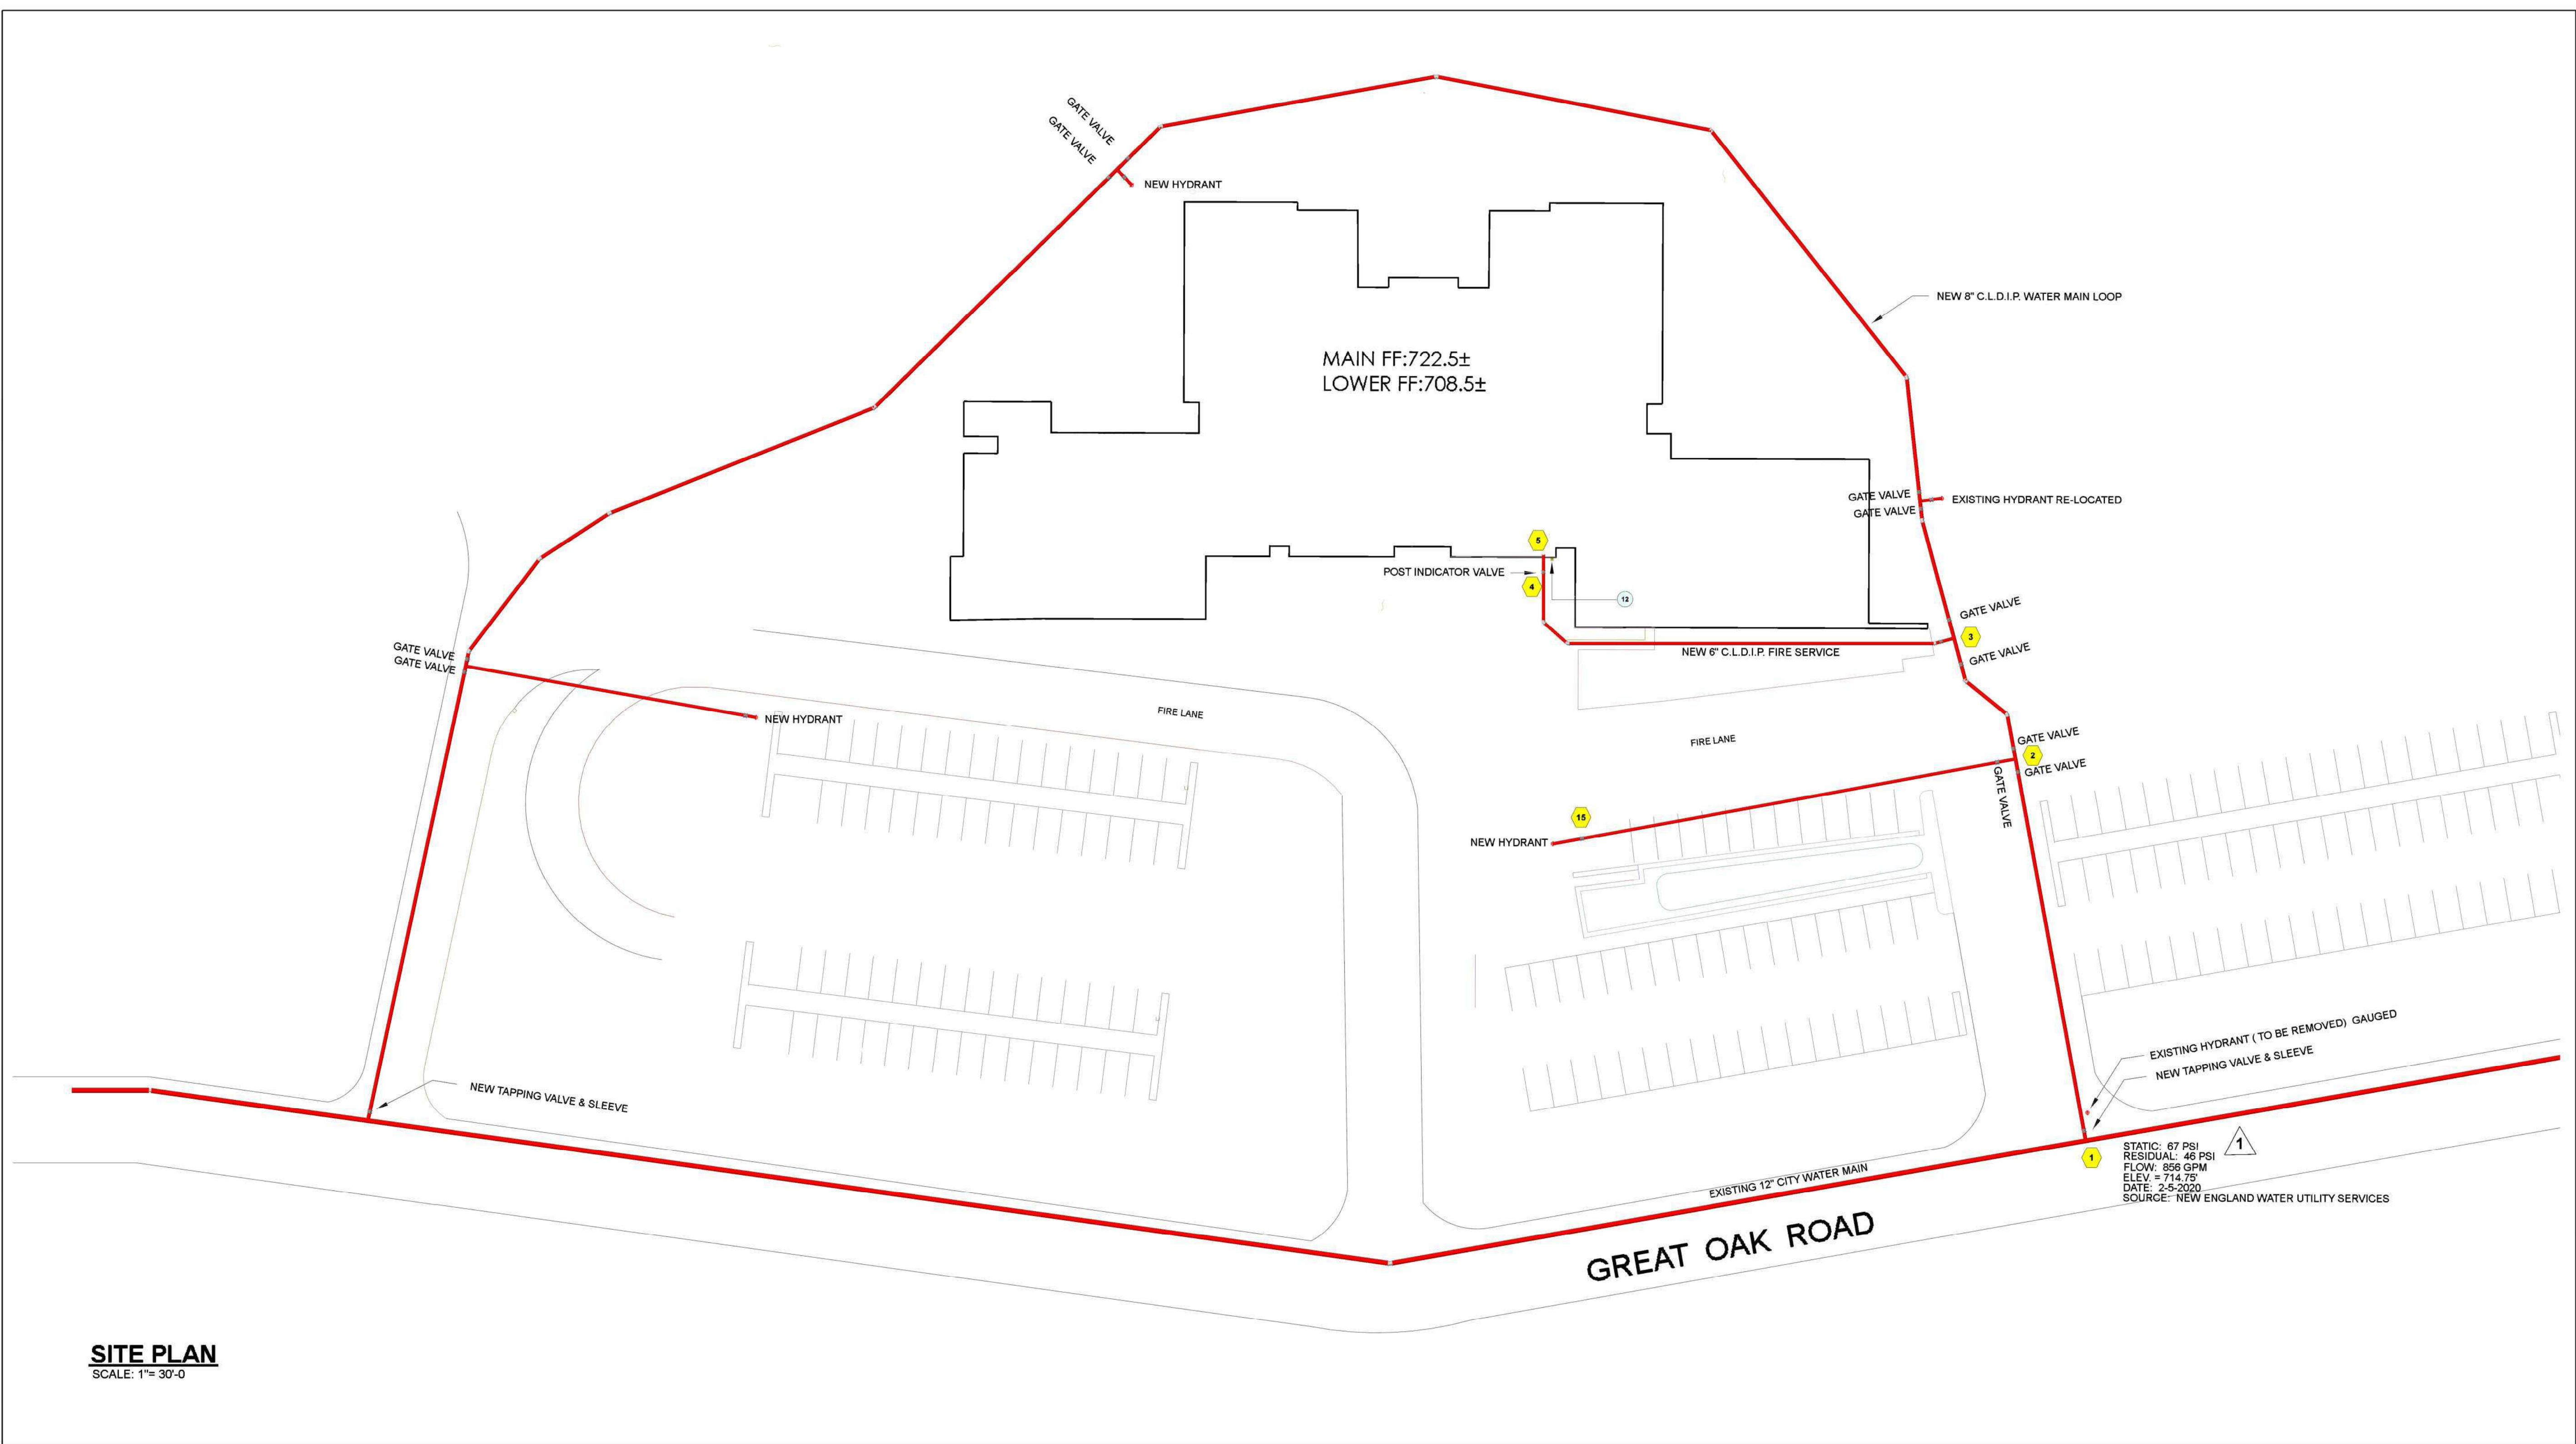 GATE VALVE
GATE VALVE
NEW HYDRANT
NEW 8" C.L.D.I.P. WATER MAIN LOOP
MAIN FF:722.5±
LOWER FF:708.5±
GATE VALVE
EXISTING HYDRANT RE-LOCATED
GATE VALVE
5
POST INDICATOR VALVE
4
12
GATE VALVE
3
GATE VALVE
NEW 6" C.L.D.I.P. FIRE SERVICE
GATE VALVE
GATE VALVE
NEW HYDRANT
FIRE LANE
FIRE LANE
GATE VALVE
2
GATE VALVE
GATE VALVE
15
NEW HYDRANT
EXISTING HYDRANT ( TO BE REMOVED) GAUGED
NEW TAPPING VALVE & SLEEVE
NEW TAPPING VALVE & SLEEVE
1
1
STATIC: 67 PSI
RESIDUAL: 46 PSI
FLOW: 856 GPM
ELEV. = 714.75'
DATE: 2-5-2020
SOURCE: NEW ENGLAND WATER UTILITY SERVICES
EXISTING 12" CITY WATER MAIN
GREAT OAK ROAD
SITE PLAN
SCALE: 1"= 30'-0